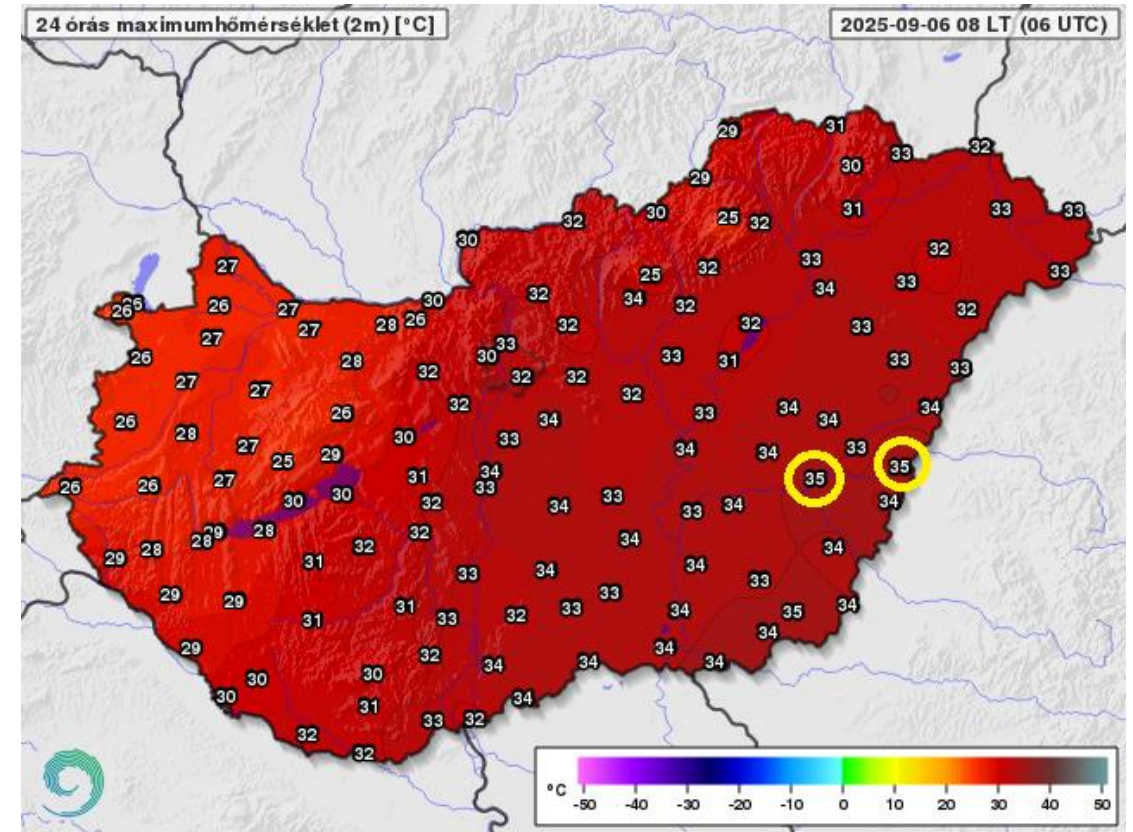 24 órás maximumhőmérséklet (2m) [°C] 2025-09-06 08 LT (06 UTC)
29 31
30 33 32
29
30 31 33 33
32 25 32
30 32
27 33 32
25 32 33
26 26 26 27 30 32 34 32 34 32
27 27 28 26 32 32 33
26 28 30 33 33 31 33 33
27 27 32 32 32
26 26 32 34 32 33 34 34 34
28 27 30 33 34 34 33
25 29 31 34 35 35
26 26 27 30 30 33
32 34 33 33 34 34
28 29 28 32 34 34
28 32
29 31 33 34 34 33
29 29 31 33 32 33 33 34 35 34
31 34
29 32 34 34 34 34
30 30
30 31 34
32 33 32
32
°C
-50 -40 -30 -20 -10 0 10 20 30 40 50